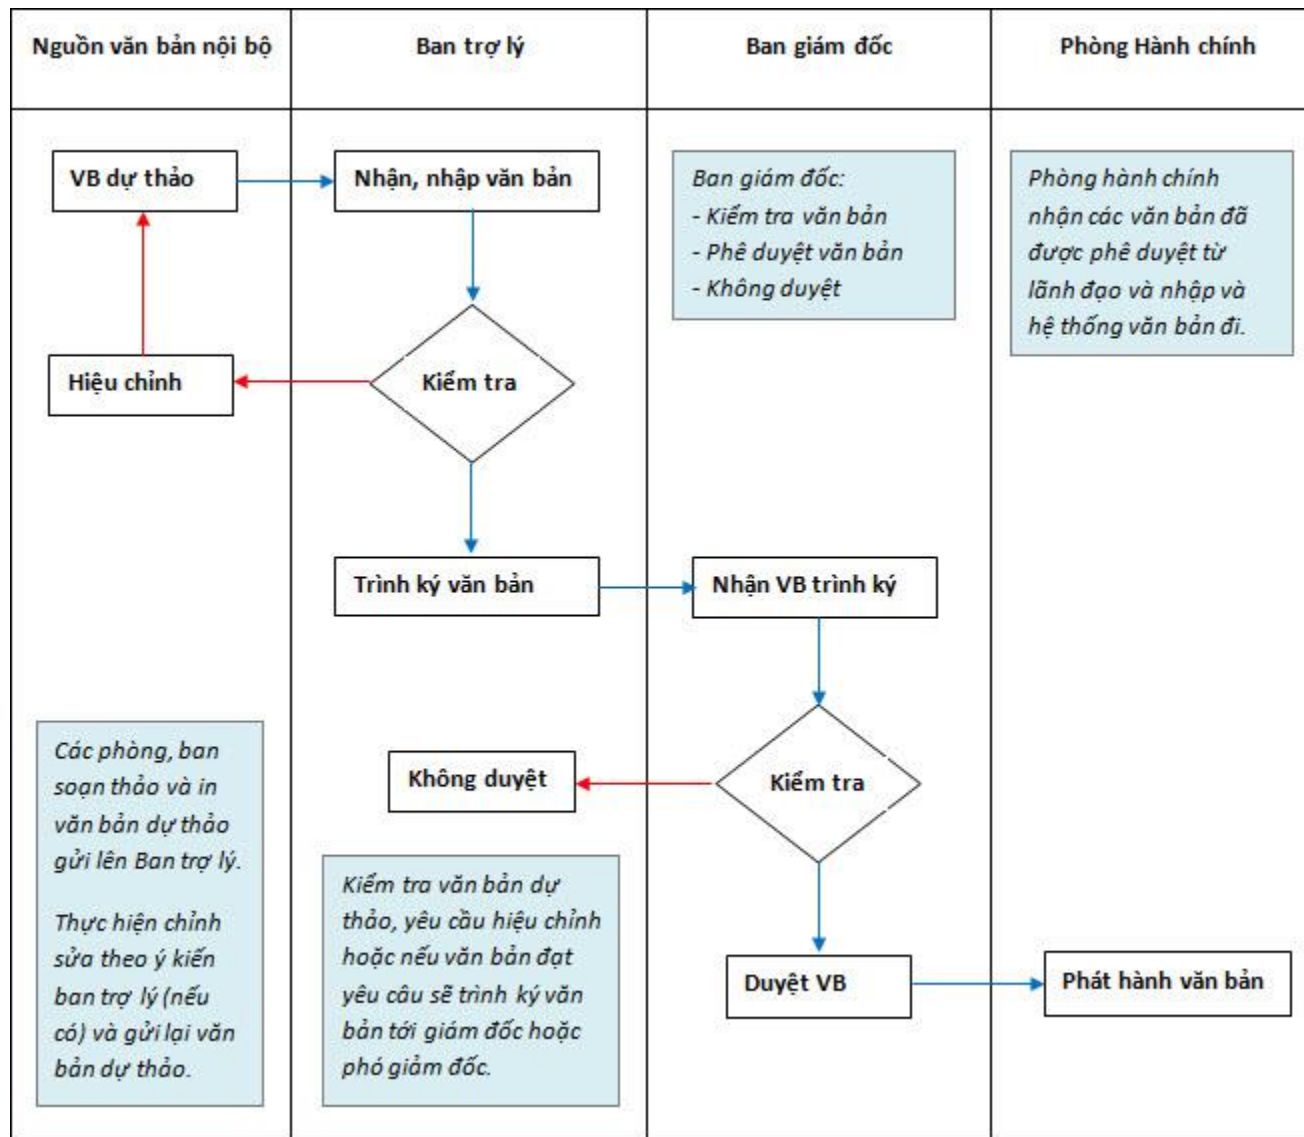 Nguồn văn bản nội bộ
Ban trợ lý
Ban giám đốc
Phòng Hành chính
VB dự thảo
Nhận, nhập văn bản
Ban giám đốc:
- Kiểm tra văn bản
- Phê duyệt văn bản
- Không duyệt
Phòng hành chính
nhận các văn bản đã
được phê duyệt từ
lãnh đạo và nhập và
hệ thống văn bản đi.
Hiệu chỉnh
Kiểm tra
Trình ký văn bản
Nhận VB trình ký
Các phòng, ban
soạn thảo và in
văn bản dự thảo
gửi lên Ban trợ lý.
Thực hiện chỉnh
sửa theo ý kiến
ban trợ lý (nếu
có) và gửi lại văn
bản dự thảo.
Không duyệt
Kiểm tra
Kiểm tra văn bản dự
thảo, yêu cầu hiệu chỉnh
hoặc nếu văn bản đạt
yêu câu sẽ trình ký văn
bản tới giám đốc hoặc
phó giảm đốc.
Duyệt VB
Phát hành văn bản